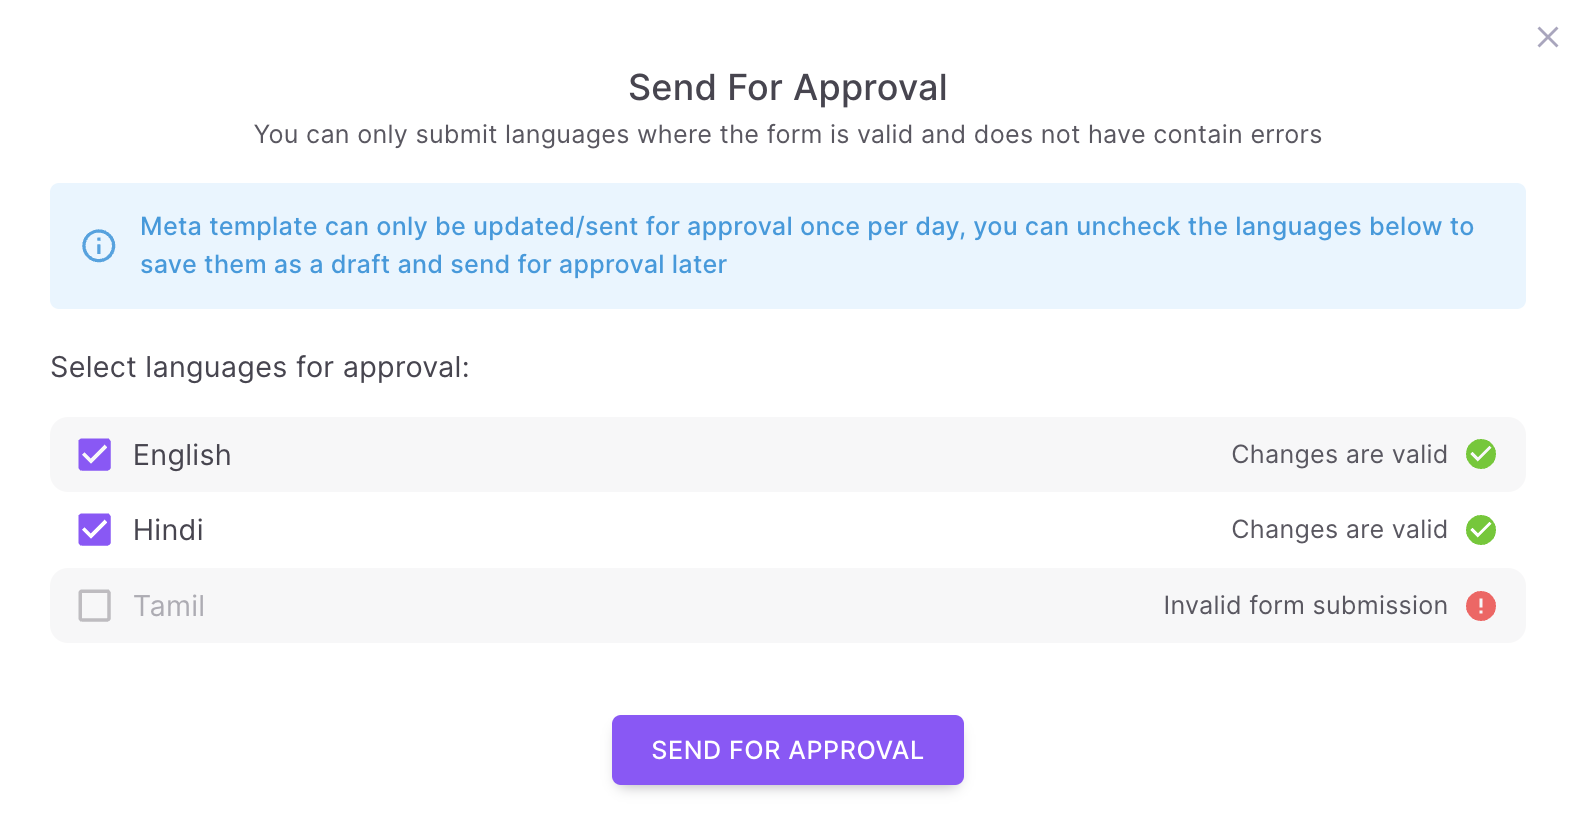 Send For Approval
You can only submit languages where the form is valid and does not have contain errors
Meta template can only be updated/sent for approval once per day, you can uncheck the languages below to
save them as a draft and send for approval later
Select languages for approval:
English Changes are valid
Hindi Changes are valid
Tamil Invalid form submission
SEND FOR APPROVAL